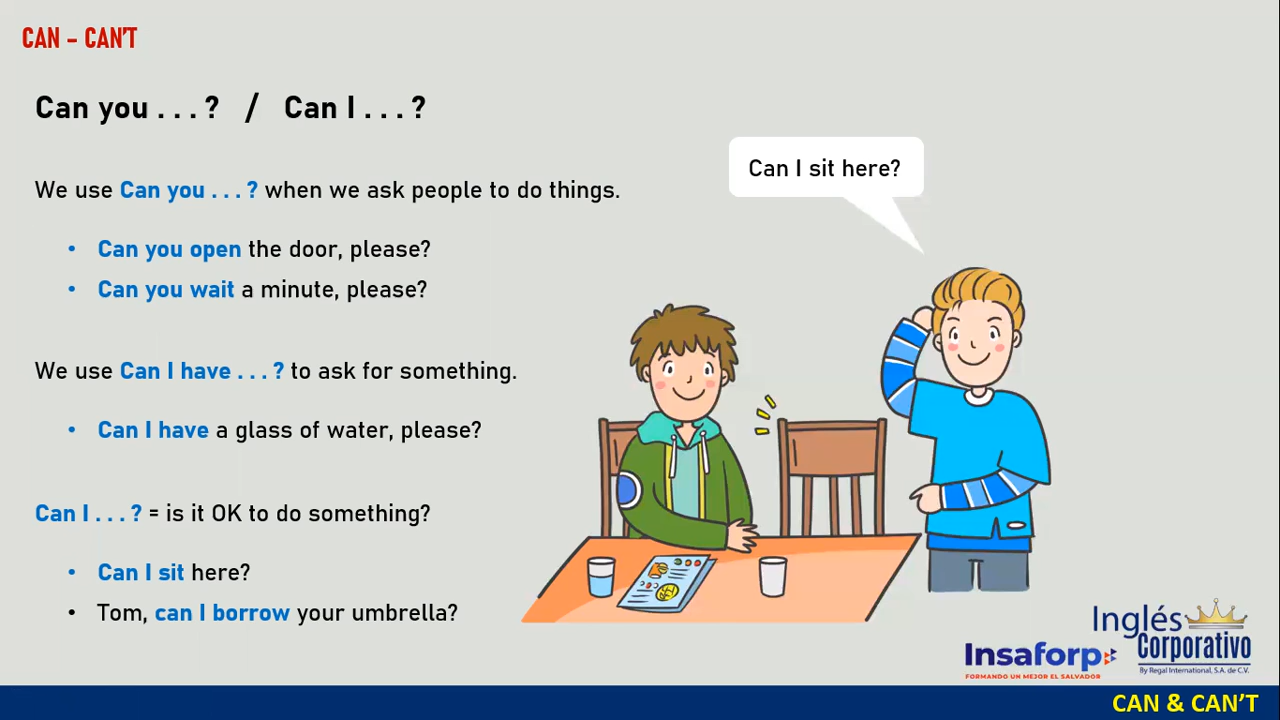 CAN – CAN'T
Can you . . . ? / Can I . . . ?
We use Can you . . . ? when we ask people to do things.
• Can you open the door, please?
• Can you wait a minute, please?
We use Can I have . . . ? to ask for something.
• Can I have a glass of water, please?
Can I . . . ? = is it OK to do something?
• Can I sit here?
• Tom, can I borrow your umbrella?
Can I sit here?
Insaforp
FORMANDO UN MEJOR EL SALVADOR
Inglés
Corporativo
By Regal International, S.A. de C.V.
CAN & CAN'T